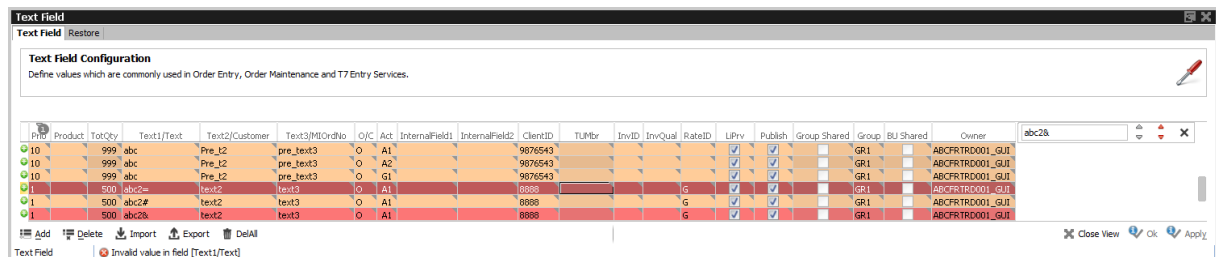 Text Field
Text Field Restore
Text Field Configuration
Define values which are commonly used in Order Entry, Order Maintenance and T7 Entry Services.
Prio 1 Product TotQty Text1/Text Text2/Customer Text3/MIOrdNo O/C Act InternalField1 InternalField2 ClientID TUMbr InvID InvQual RateID LiPrv Publish Group Shared Group BU Shared Owner abc2&
10 999 abc Pre_t2 pre_text3 O A1 9876543 GR1 ABCFRTRD001_GUI
10 999 abc Pre_t2 pre_text3 O A2 9876543 GR1 ABCFRTRD001_GUI
10 999 abc Pre_t2 pre_text3 O G1 9876543 GR1 ABCFRTRD001_GUI
1 500 abc2= text2 text3 O A1 8888 G GR1 ABCFRTRD001_GUI
1 500 abc2# text2 text3 O A1 8888 G GR1 ABCFRTRD001_GUI
1 500 abc2& text2 text3 O A1 8888 G GR1 ABCFRTRD001_GUI
Add Delete Import Export DelAll Close View Ok Apply
Text Field Invalid value in field [Text1/Text]